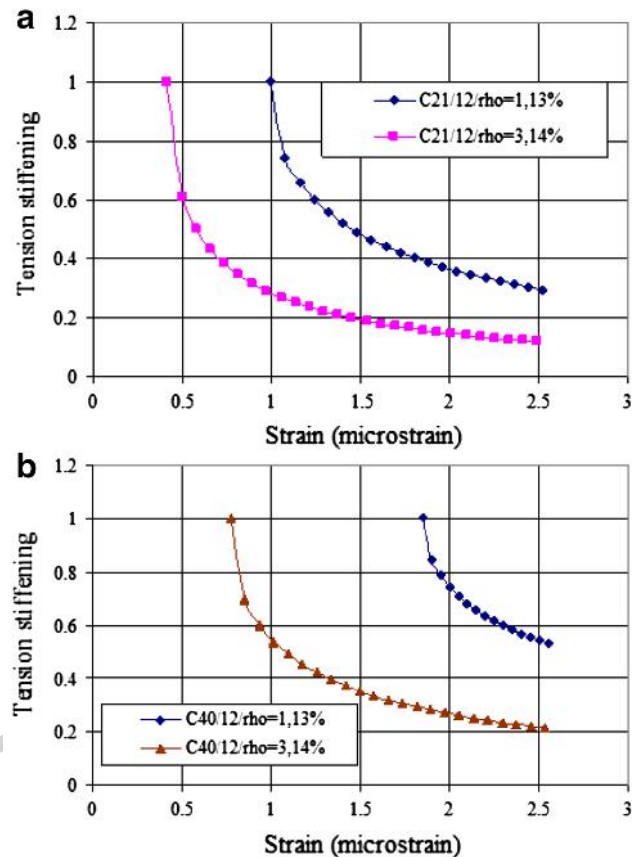 a
1.2
1
0.8
0.6
0.4
0.2
0
Tension stiffening
C21/12/rho=1,13%
C21/12/rho=3,14%
0 0.5 1 1.5 2 2.5 3
Strain (microstrain)
b
1.2
1
0.8
0.6
0.4
0.2
0
Tension stiffening
C40/12/rho=1,13%
C40/12/rho=3,14%
0 0.5 1 1.5 2 2.5 3
Strain (microstrain)